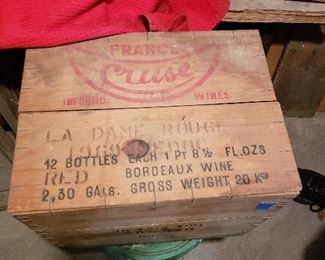 FRANCE
Cruse
IMPORTED WINES
LA DAME ROUGE
12 BOTTLES EACH 1 PT 8 ½ FL.OZS
RED BORDEAUX WINE
2,30 GALS. GROSS WEIGHT 20 KS